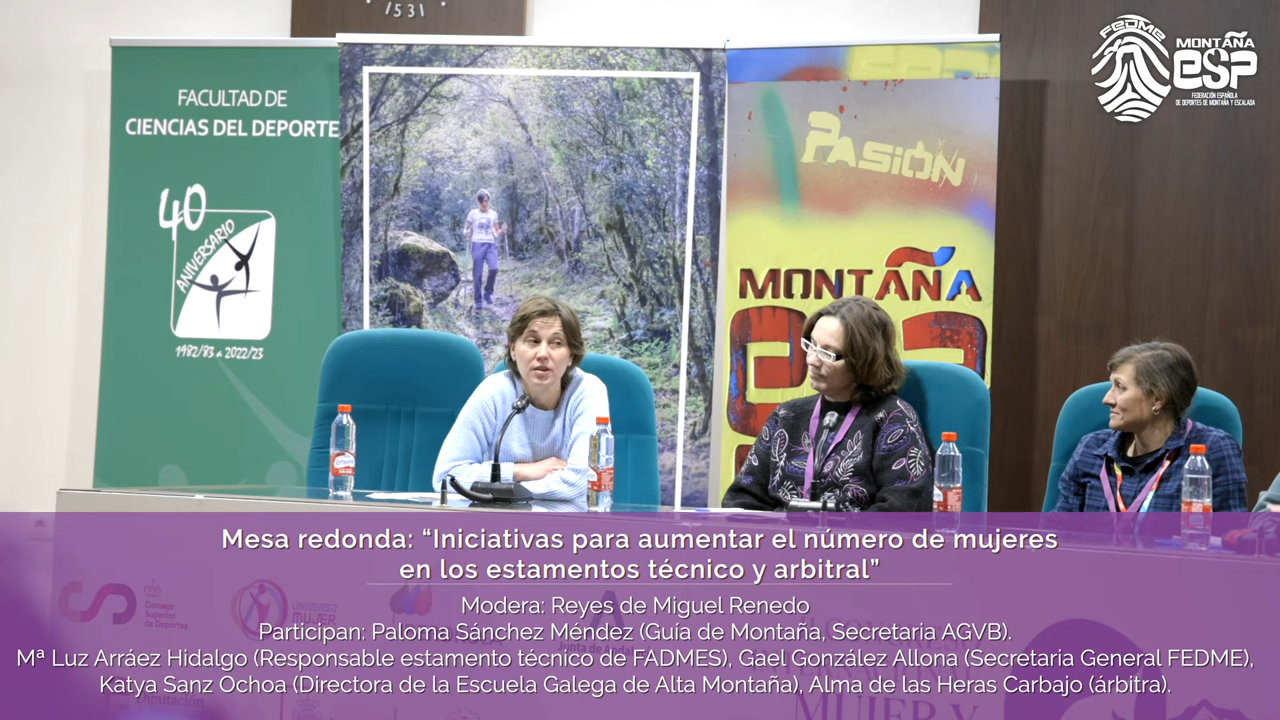 1531
FEDME
MONTAÑA
esp
FEDERACIÓN ESPAÑOLA
DE DEPORTES DE MONTAÑA Y ESCALADA
FACULTAD DE
CIENCIAS DEL DEPORTE
40
ANIVERSARIO
1982/83 a 2022/23
PASIÓN
MONTAÑA
Mesa redonda: “Iniciativas para aumentar el número de mujeres
en los estamentos técnico y arbitral”
Modera: Reyes de Miguel Renedo
Participan: Paloma Sánchez Méndez (Guía de Montaña, Secretaria AGVB).
Mª Luz Arráez Hidalgo (Responsable estamento técnico de FADMES), Gael González Allona (Secretaria General FEDME),
Katya Sanz Ochoa (Directora de la Escuela Galega de Alta Montaña), Alma de las Heras Carbajo (árbitra).
Consejo
Superior
de Deportes
UNIVERSO
MUJER
Diputación
MUJER Y